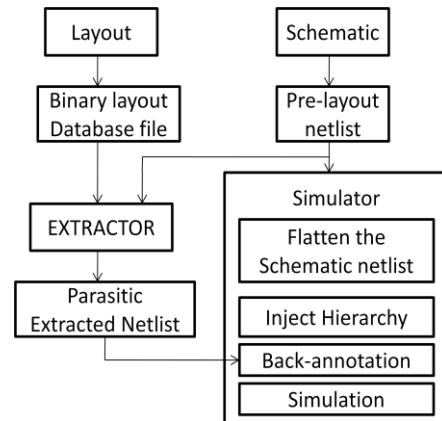 Layout
Schematic
Binary layout
Database file
Pre-layout
netlist
EXTRACTOR
Parasitic
Extracted Netlist
Simulator
Flatten the
Schematic netlist
Inject Hierarchy
Back-annotation
Simulation